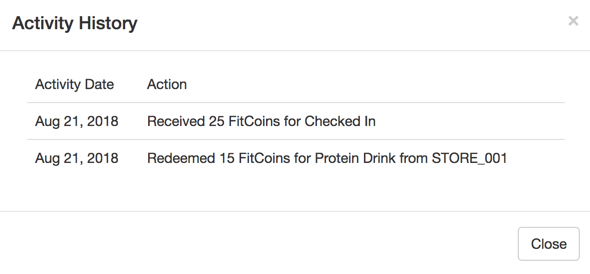 Activity History
×
Activity Date Action
Aug 21, 2018 Received 25 FitCoins for Checked In
Aug 21, 2018 Redeemed 15 FitCoins for Protein Drink from STORE_001
Close